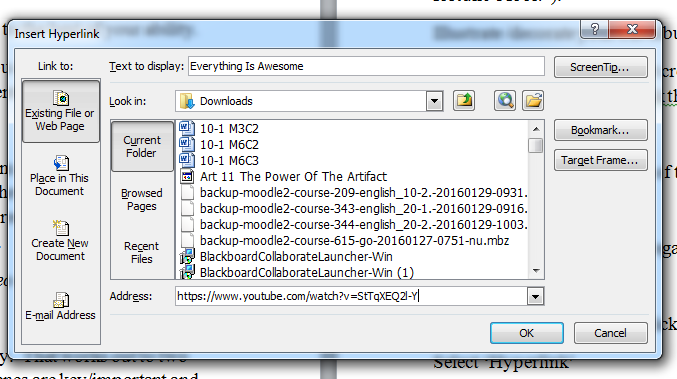 Insert Hyperlink
?
Link to:
Text to display: Everything Is Awesome
ScreenTip...
Existing File or
Web Page
Look in: Downloads
Current
Folder
10-1 M3C2
10-1 M6C2
10-1 M6C3
Art 11 The Power Of The Artifact
backup-moodle2-course-209-english_10-2.-20160129-0931.
backup-moodle2-course-343-english_20-1.-20160129-0916.
backup-moodle2-course-344-english_20-2.-20160129-1003.
backup-moodle2-course-615-go-20160127-0751-nu.mbz
BlackboardCollaborateLauncher-Win
BlackboardCollaborateLauncher-Win (1)
Bookmark...
Target Frame...
Place in This
Document
Browsed
Pages
Create New
Document
Recent
Files
E-mail Address
Address: https://www.youtube.com/watch?v=StTqXEQ2l-Y
OK
Cancel
Select 'Hyperlink'
are key/important and